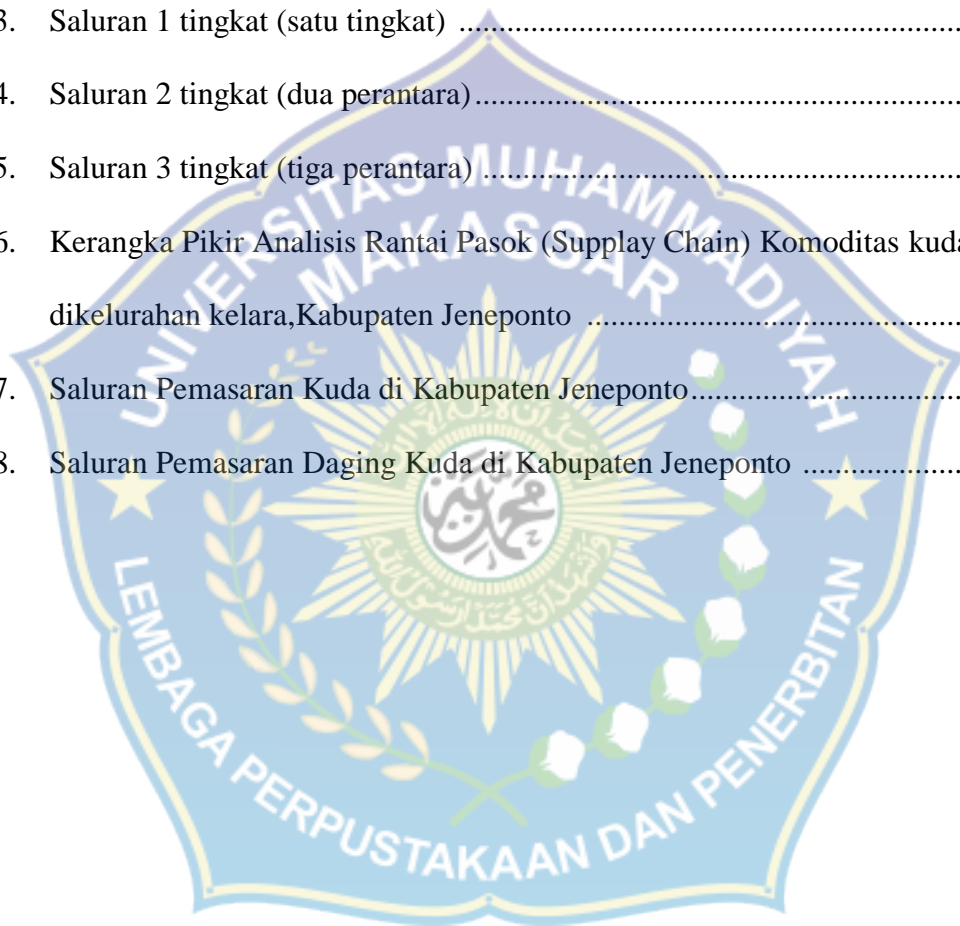 3. Saluran 1 tingkat (satu tingkat) ........................................................
4. Saluran 2 tingkat (dua perantara) ........................................................
5. Saluran 3 tingkat (tiga perantara) ........................................................
6. Kerangka Pikir Analisis Rantai Pasok (Supplay Chain) Komoditas kuda
dikelurahan kelara,Kabupaten Jeneponto ..........................................
7. Saluran Pemasaran Kuda di Kabupaten Jeneponto ..............................
8. Saluran Pemasaran Daging Kuda di Kabupaten Jeneponto ..................
UNIVERSITAS MUHAMMADIYAH
MAKASSAR
LEMBAGA PERPUSTAKAAN DAN PENERBITAN